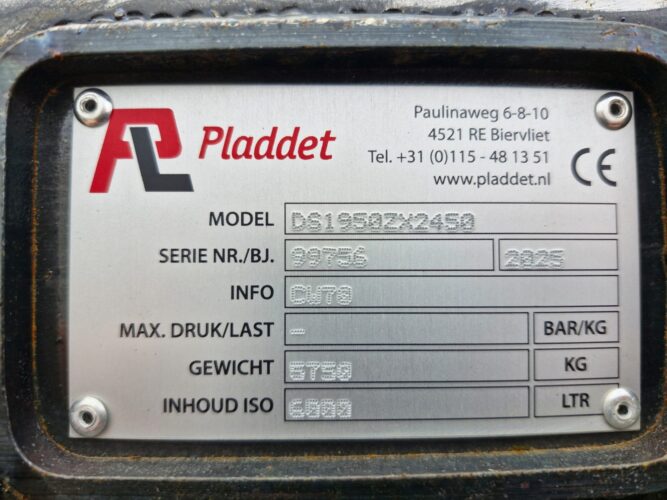 PL Pladdet
Paulinaweg 6-8-10
4521 RE Biervliet
Tel. +31 (0)115 - 48 13 51
www.pladdet.nl
CE
MODEL DS1950ZX2450
SERIE NR./BJ. 99756 2025
INFO CW70
MAX. DRUK/LAST - BAR/KG
GEWICHT 5750 KG
INHOUD ISO 6000 LTR